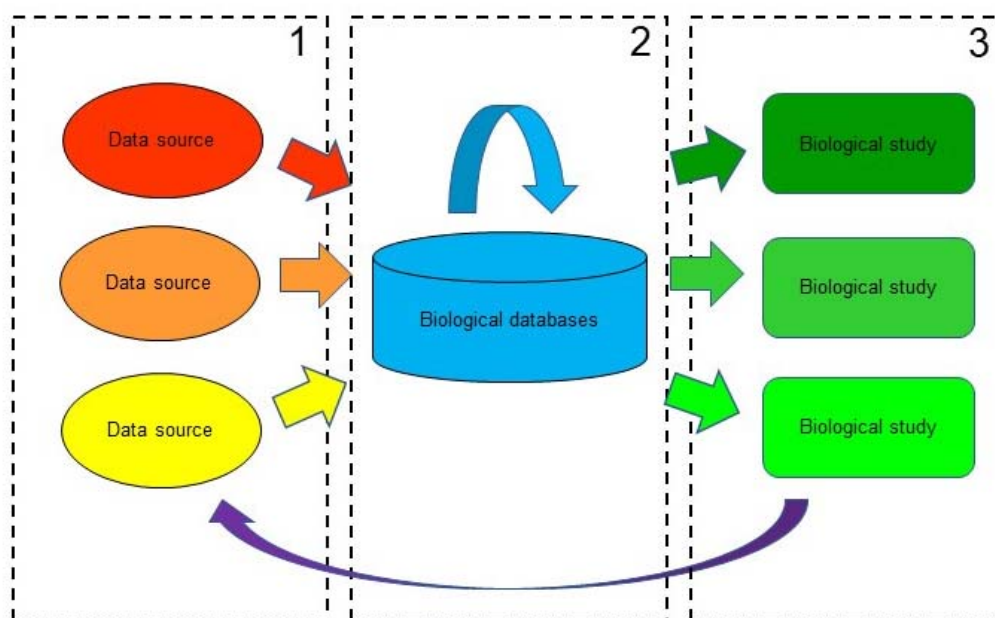 1
2
3
Data source
Data source
Data source
Biological databases
Biological study
Biological study
Biological study